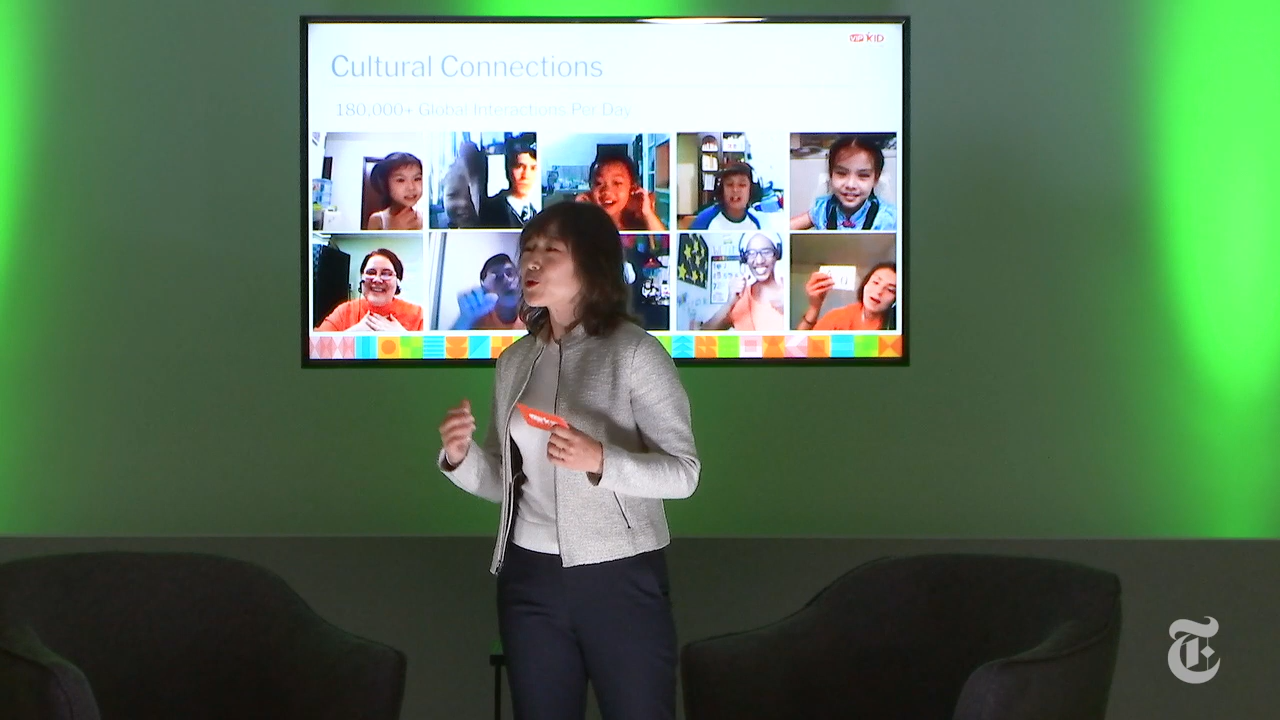 VIPKID
Cultural Connections
180,000+ Global Interactions Per Day